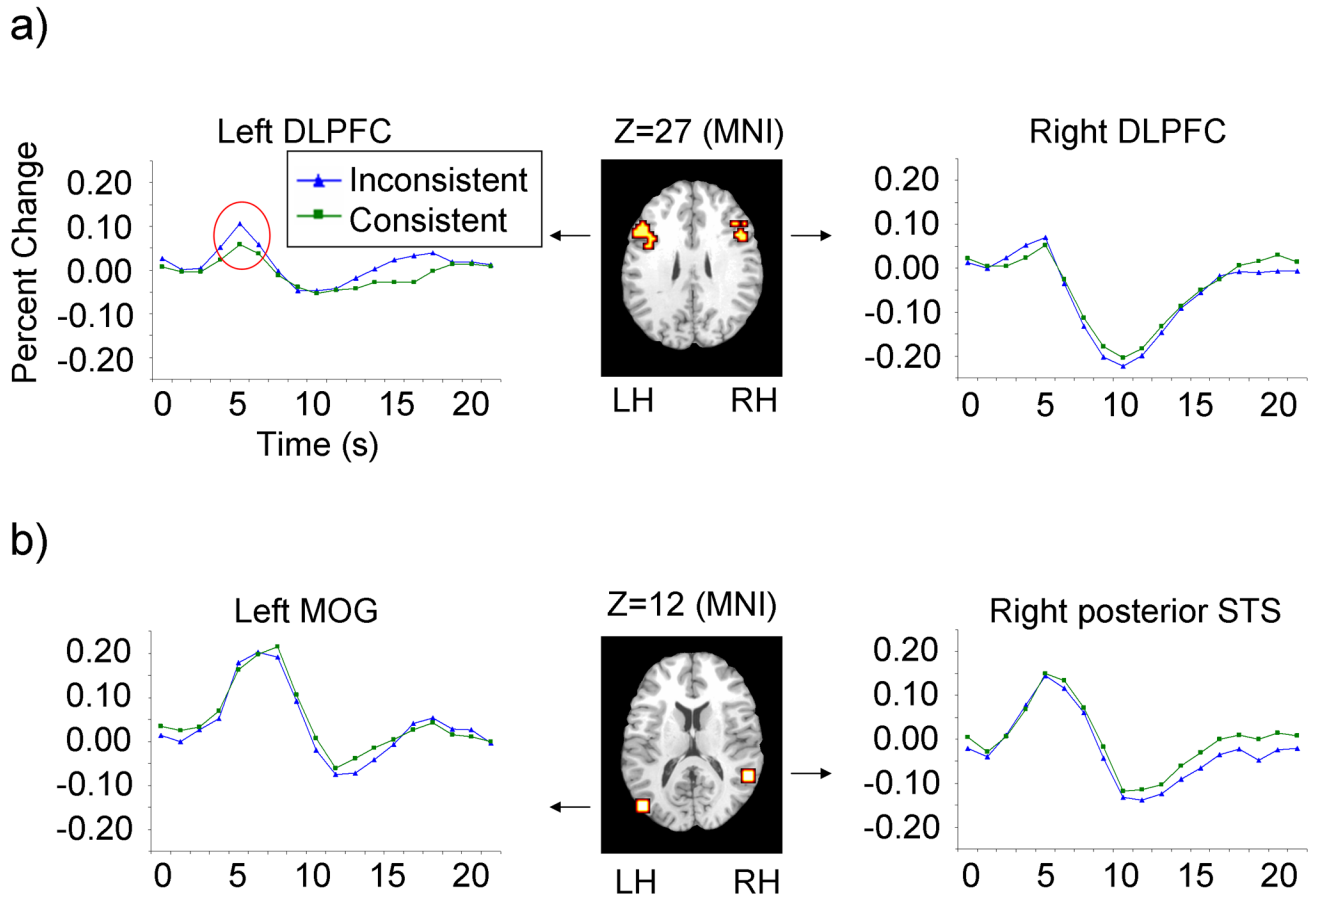 a)
Left DLPFC
Z=27 (MNI)
Right DLPFC
Percent Change
Inconsistent
Consistent
0.20
0.10
0.00
-0.10
-0.20
0 5 10 15 20
Time (s)
LH RH
0.20
0.10
0.00
-0.10
-0.20
0 5 10 15 20
b)
Left MOG
Z=12 (MNI)
Right posterior STS
0.20
0.10
0.00
-0.10
-0.20
0 5 10 15 20
LH RH
0.20
0.10
0.00
-0.10
-0.20
0 5 10 15 20